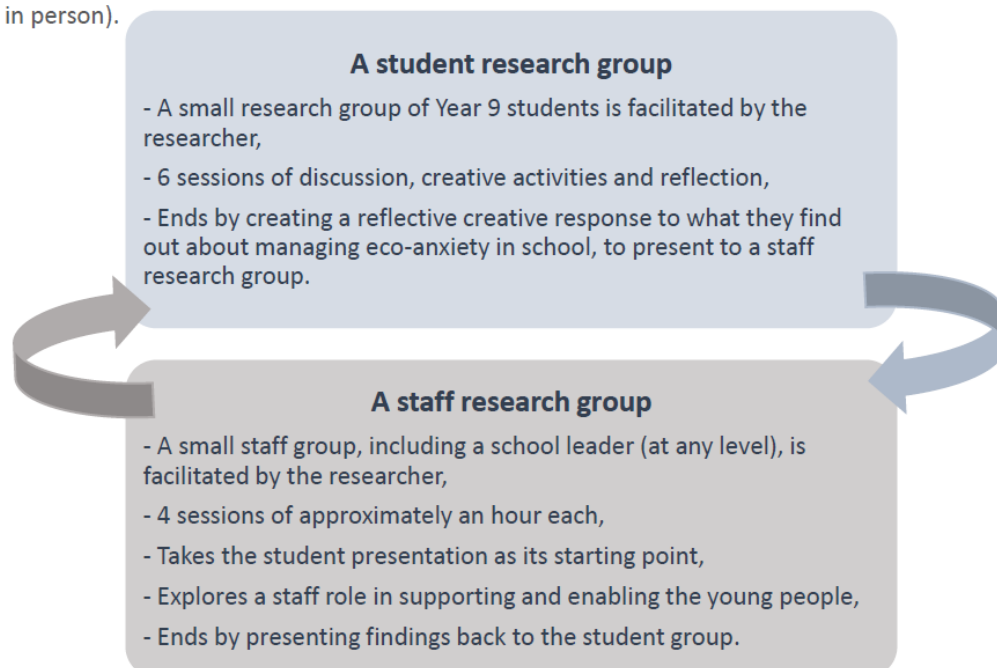 in person).
A student research group
- A small research group of Year 9 students is facilitated by the
researcher,
- 6 sessions of discussion, creative activities and reflection,
- Ends by creating a reflective creative response to what they find
out about managing eco-anxiety in school, to present to a staff
research group.
A staff research group
- A small staff group, including a school leader (at any level), is
facilitated by the researcher,
- 4 sessions of approximately an hour each,
- Takes the student presentation as its starting point,
- Explores a staff role in supporting and enabling the young people,
- Ends by presenting findings back to the student group.